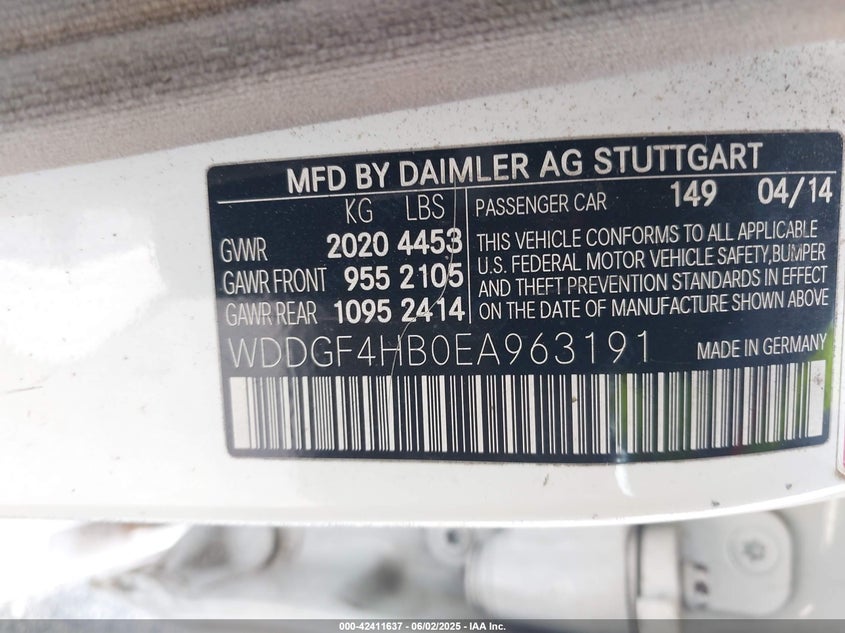 MFD BY DAIMLER AG STUTTGART
KG LBS
GVWR 2020 4453
GAWR FRONT 955 2105
GAWR REAR 1095 2414
PASSENGER CAR 149 04/14
THIS VEHICLE CONFORMS TO ALL APPLICABLE
U.S. FEDERAL MOTOR VEHICLE SAFETY,BUMPER
AND THEFT PREVENTION STANDARDS IN EFFECT
ON THE DATE OF MANUFACTURE SHOWN ABOVE
WDDGF4HB0EA963191 MADE IN GERMANY
000-42411637 - 06/02/2025 - IAA Inc.